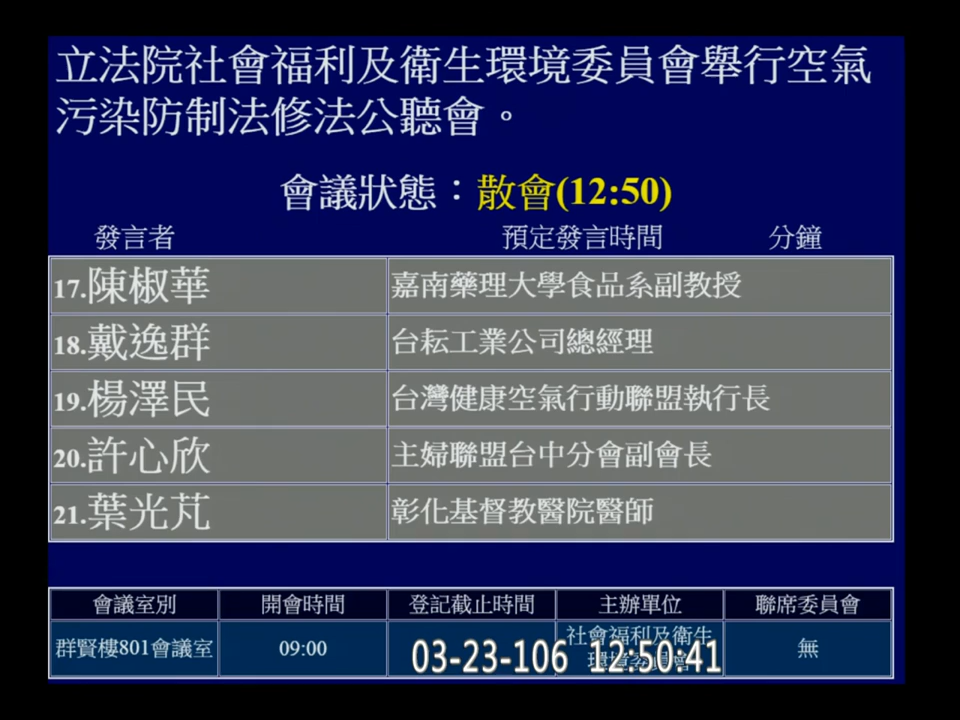 立法院社會福利及衛生環境委員會舉行空氣
污染防制法修法公聽會。
會議狀態：散會(12:50)
發言者 預定發言時間 分鐘
17.陳椒華 嘉南藥理大學食品系副教授
18.戴逸群 台耘工業公司總經理
19.楊澤民 台灣健康空氣行動聯盟執行長
20.許心欣 主婦聯盟台中分會副會長
21.葉光芃 彰化基督教醫院醫師
會議室別 開會時間 登記截止時間 主辦單位 聯席委員會
群賢樓801會議室 09:00 社會福利及衛生環境委員會 無
03-23-106 12:50:41